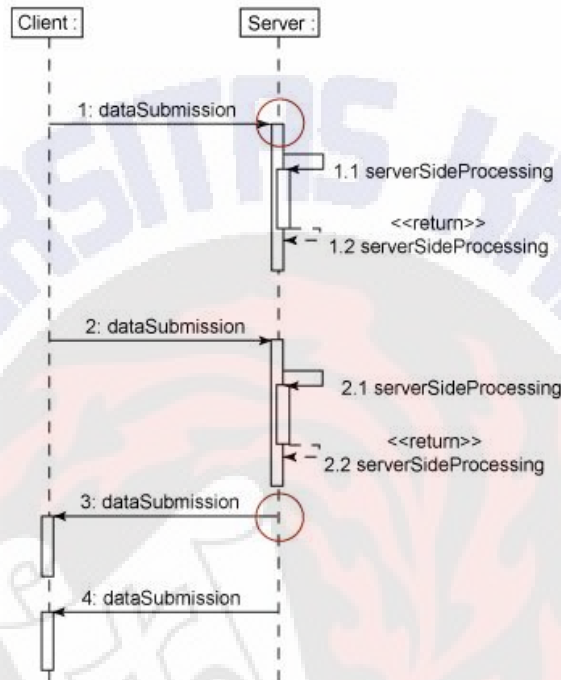 Client :
Server :
1: dataSubmission
1.1 serverSideProcessing
<<return>>
1.2 serverSideProcessing
2: dataSubmission
2.1 serverSideProcessing
<<return>>
2.2 serverSideProcessing
3: dataSubmission
4: dataSubmission